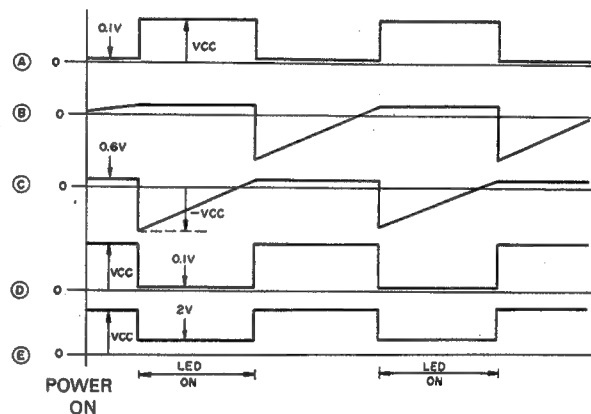 0.1V
VCC
A 0
B 0
0.6V
C 0
-VCC
VCC
0.1V
D 0
2V
VCC
E 0
LED
ON
LED
ON
POWER
ON